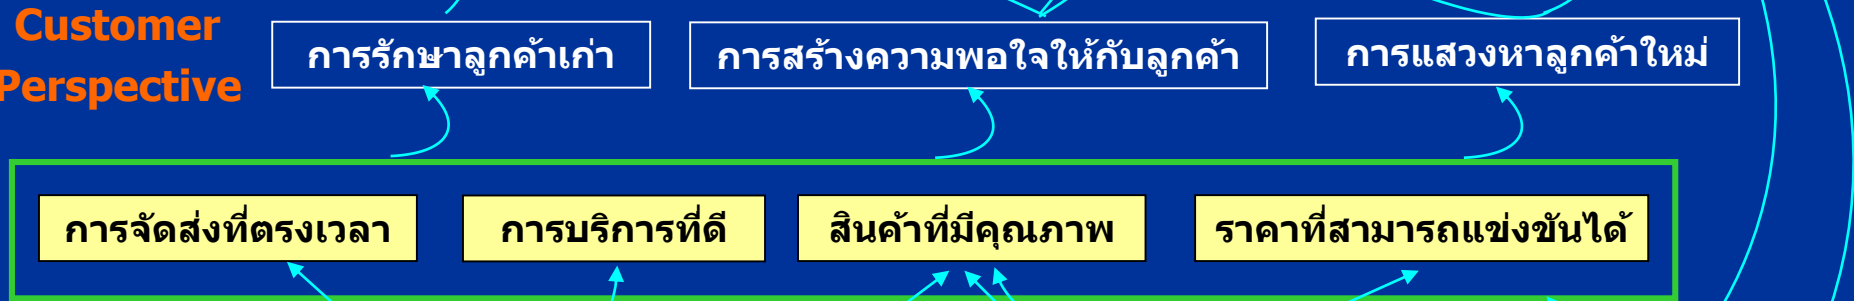 Customer
Perspective
การรักษาลูกค้าเก่า
การสร้างความพอใจให้กับลูกค้า
การแสวงหาลูกค้าใหม่
การจัดส่งที่ตรงเวลา
การบริการที่ดี
สินค้าที่มีคุณภาพ
ราคาที่สามารถแข่งขันได้